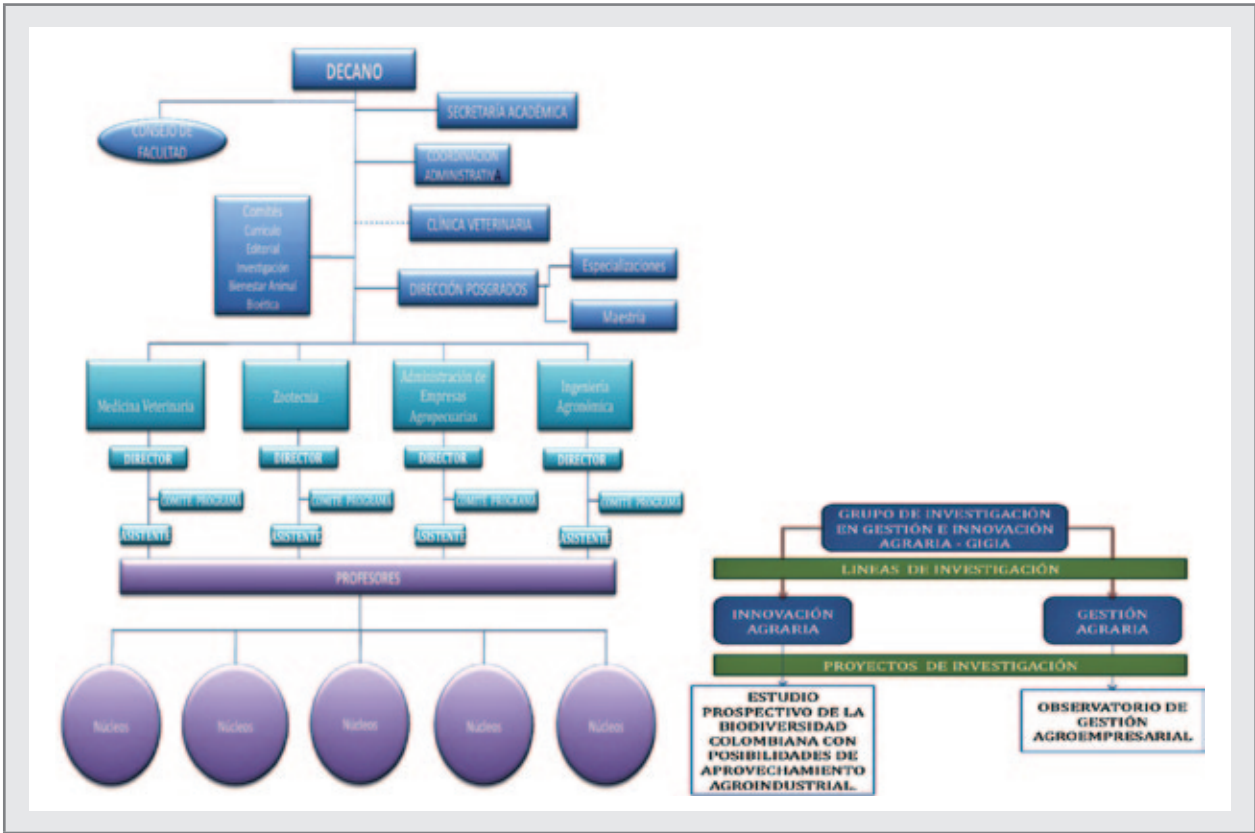 DECANO
SECRETARÍA ACADÉMICA
CONSEJO DE
FACULTAD
COORDINACIÓN
ADMINISTRATIVA
Comités
Currículo
Editorial
Investigación
Bienestar Animal
Bioética
CLÍNICA VETERINARIA
DIRECCIÓN POSGRADOS
Especializaciones
Maestría
Medicina Veterinaria
Zootecnia
Administración de
Empresas
Agropecuarias
Ingeniería
Agronómica
DIRECTOR
DIRECTOR
DIRECTOR
DIRECTOR
COMITÉ PROGRAMA
COMITÉ PROGRAMA
COMITÉ PROGRAMA
COMITÉ PROGRAMA
ASISTENTE
ASISTENTE
ASISTENTE
ASISTENTE
PROFESORES
Núcleos
Núcleos
Núcleos
Núcleos
Núcleos
GRUPO DE INVESTIGACIÓN
EN GESTIÓN E INNOVACIÓN
AGRARIA - GIGIA
LINEAS DE INVESTIGACIÓN
INNOVACIÓN
AGRARIA
GESTIÓN
AGRARIA
PROYECTOS DE INVESTIGACIÓN
ESTUDIO
PROSPECTIVO DE LA
BIODIVERSIDAD
COLOMBIANA CON
POSIBILIDADES DE
APROVECHAMIENTO
AGROINDUSTRIAL.
OBSERVATORIO DE
GESTIÓN
AGROEMPRESARIAL